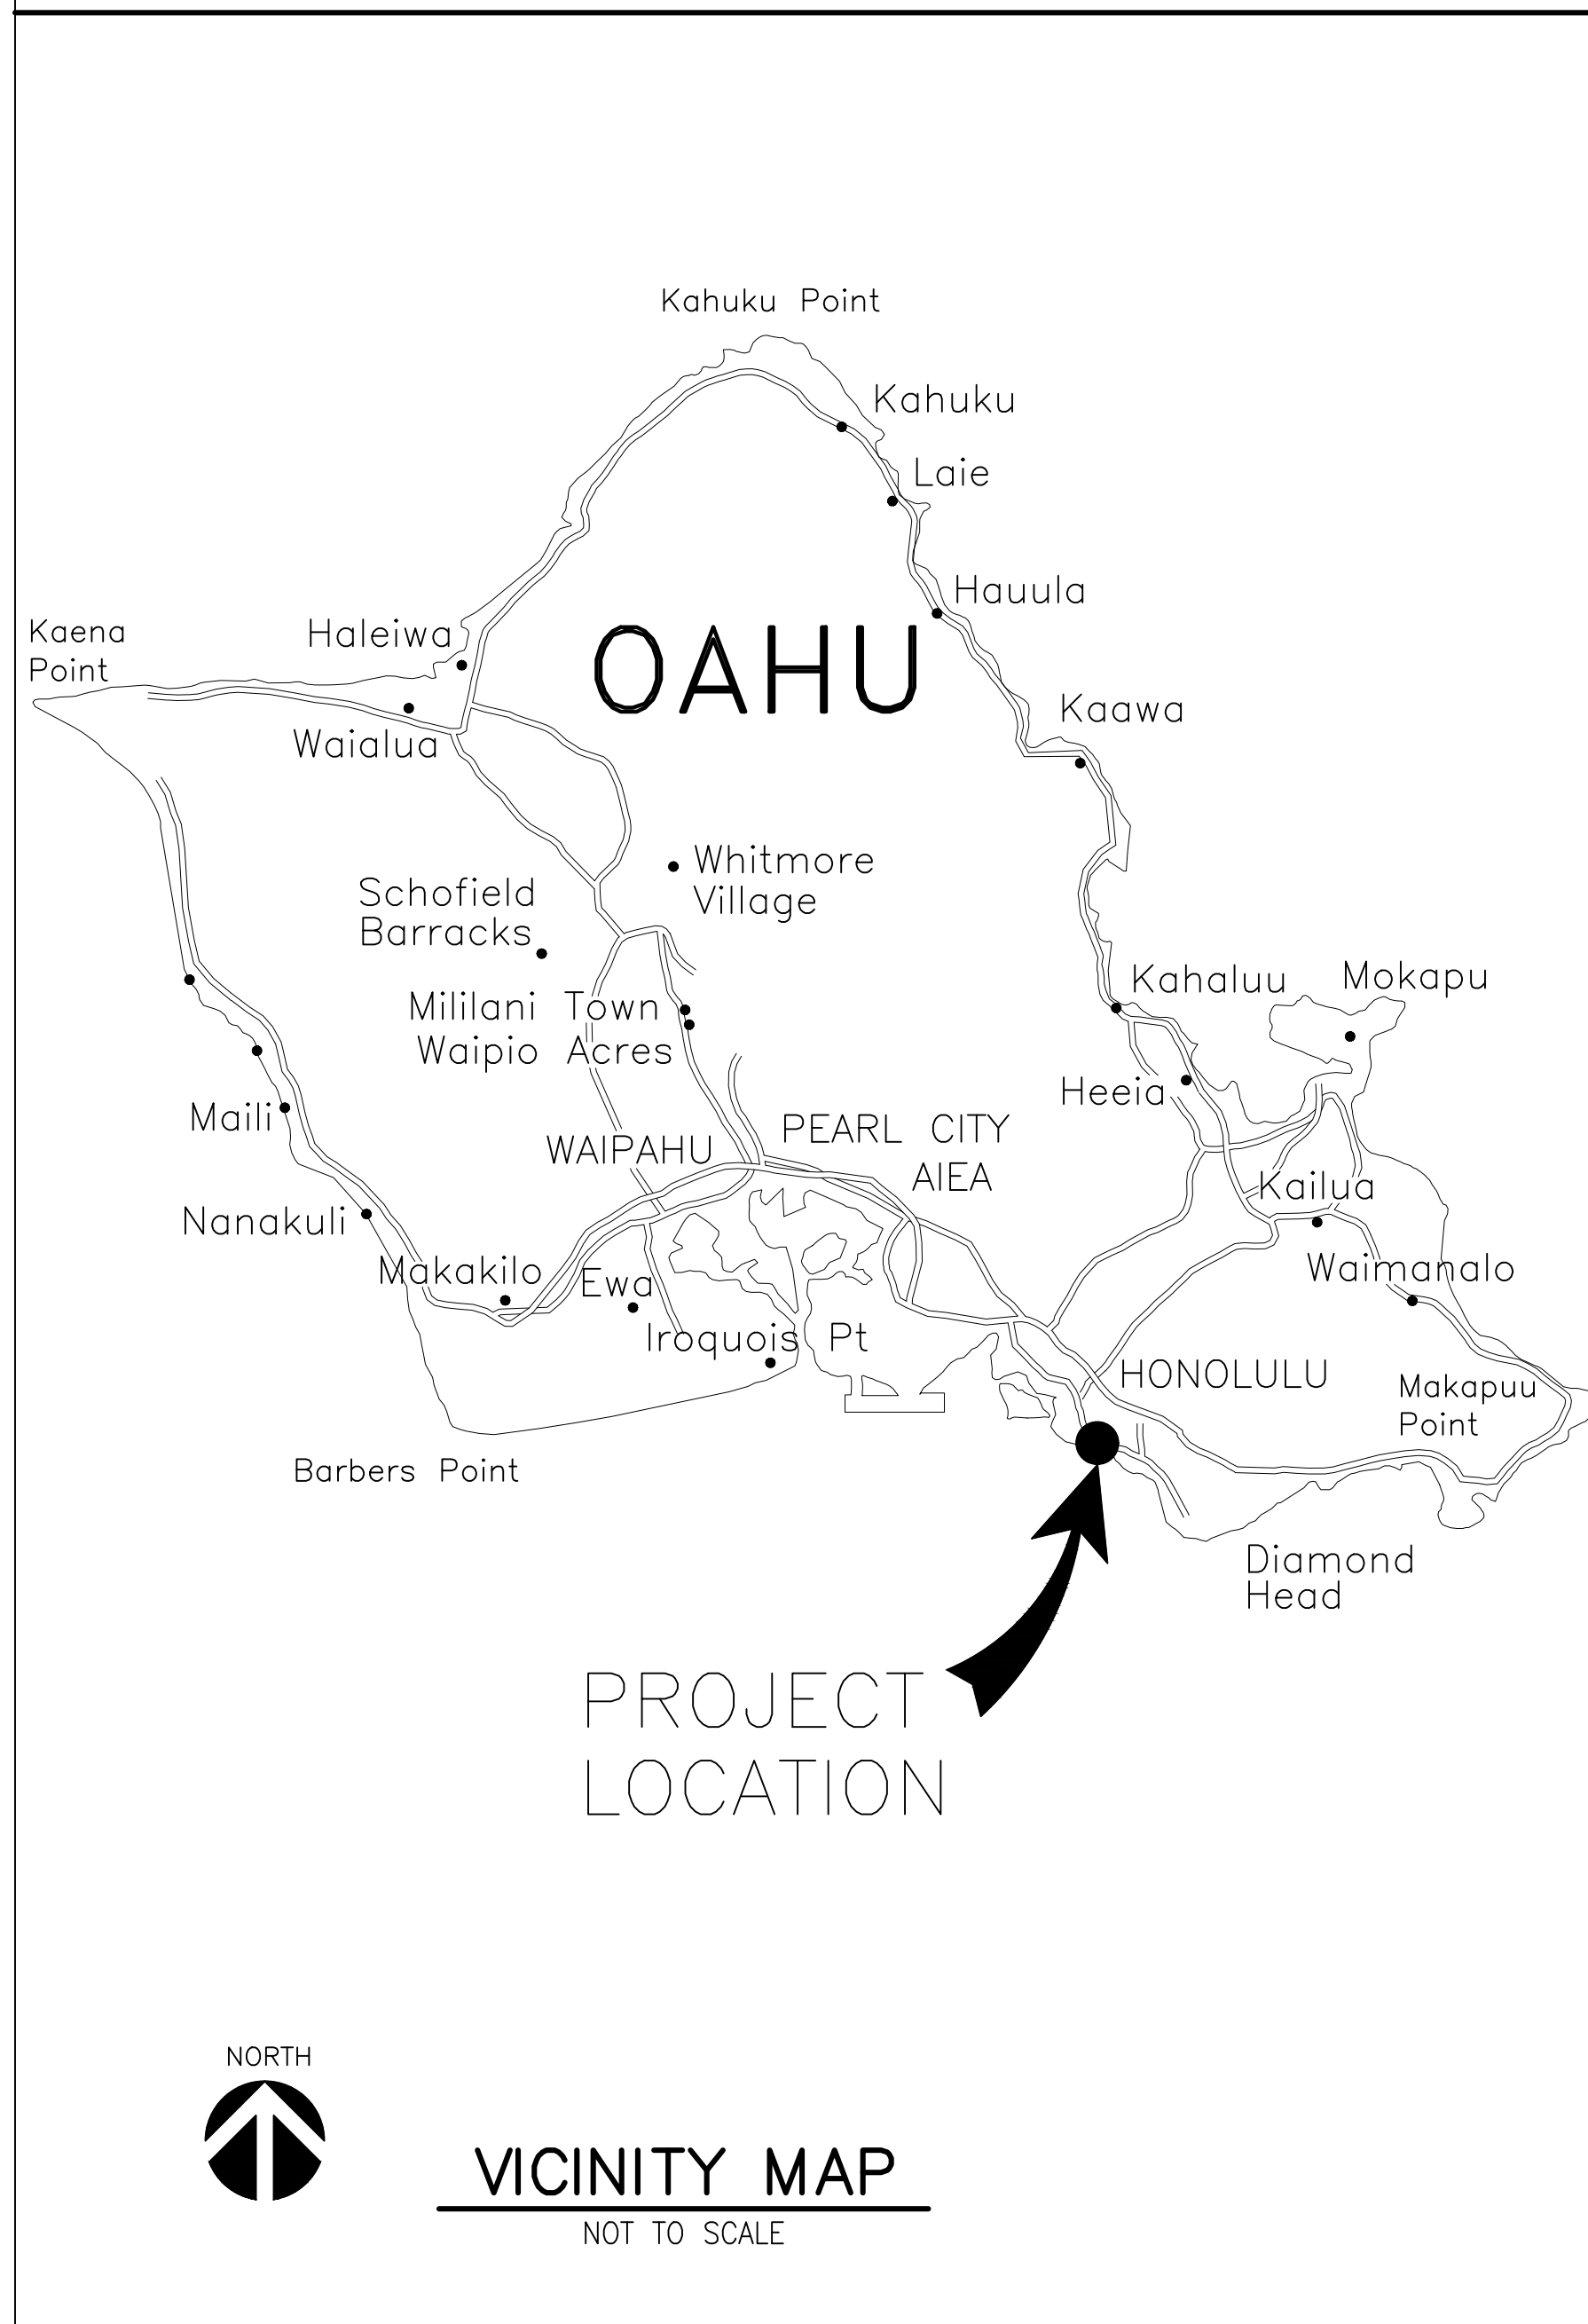 Kahuku Point
Kahuku
Laie
Hauula
Kaena
Point
Haleiwa
OAHU
Kaawa
Waialua
Whitmore
Village
Schofield
Barracks
Kahaluu
Mokapu
Mililani Town
Waipio Acres
Heeia
Maili
PEARL CITY
WAIPAHU
AIEA
Kailua
Nanakuli
Makakilo
Ewa
Waimanalo
Iroquois Pt
HONOLULU
Makapuu
Point
Barbers Point
Diamond
Head
PROJECT
LOCATION
NORTH
VICINITY MAP
NOT TO SCALE